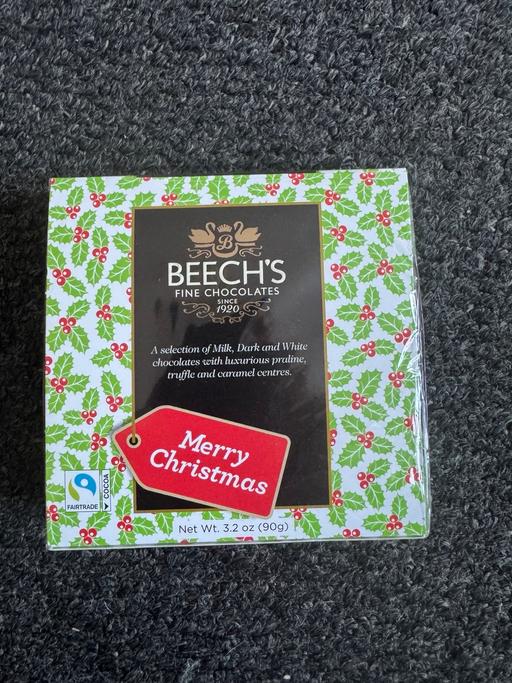 B
BEECH'S
FINE CHOCOLATES
SINCE
1920
A selection of Milk, Dark and White
chocolates with luxurious praline,
truffle and caramel centres.
Merry
Christmas
FAIRTRADE
COCOA
Net Wt. 3.2 oz (90g)